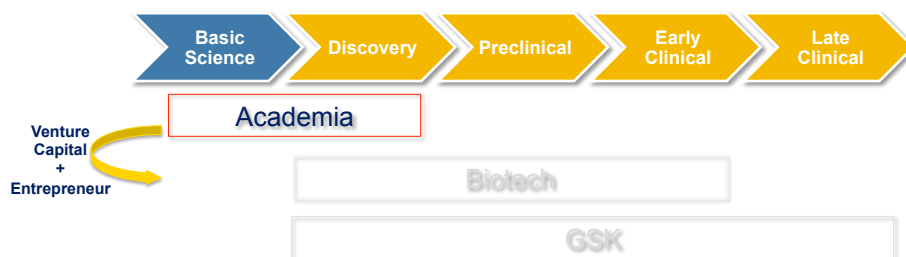 Basic
Science
Discovery
Preclinical
Early
Clinical
Late
Clinical
Academia
Venture
Capital
+
Entrepreneur
Biotech
GSK